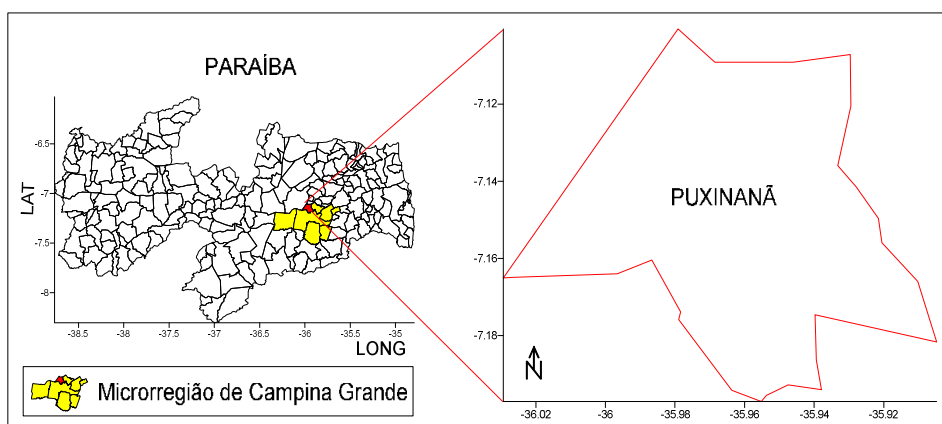 PARAÍBA
-6.5
-7
-7.5
-8
LAT
-38.5 -38 -37.5 -37 -36.5 -36 -35.5 -35
LONG
Microrregião de Campina Grande
-7.12
-7.14
-7.16
-7.18
PUXINANÃ
N
-36.02 -36 -35.98 -35.96 -35.94 -35.92